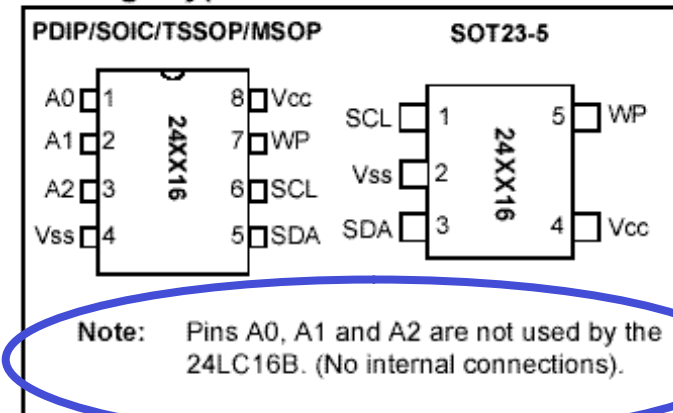 PDIP/SOIC/TSSOP/MSOP
A0 1 8 Vcc
A1 2 7 WP
A2 3 6 SCL
Vss 4 5 SDA
24XX16
SOT23-5
SCL 1 5 WP
Vss 2
SDA 3 4 Vcc
24XX16
Note: Pins A0, A1 and A2 are not used by the
24LC16B. (No internal connections).